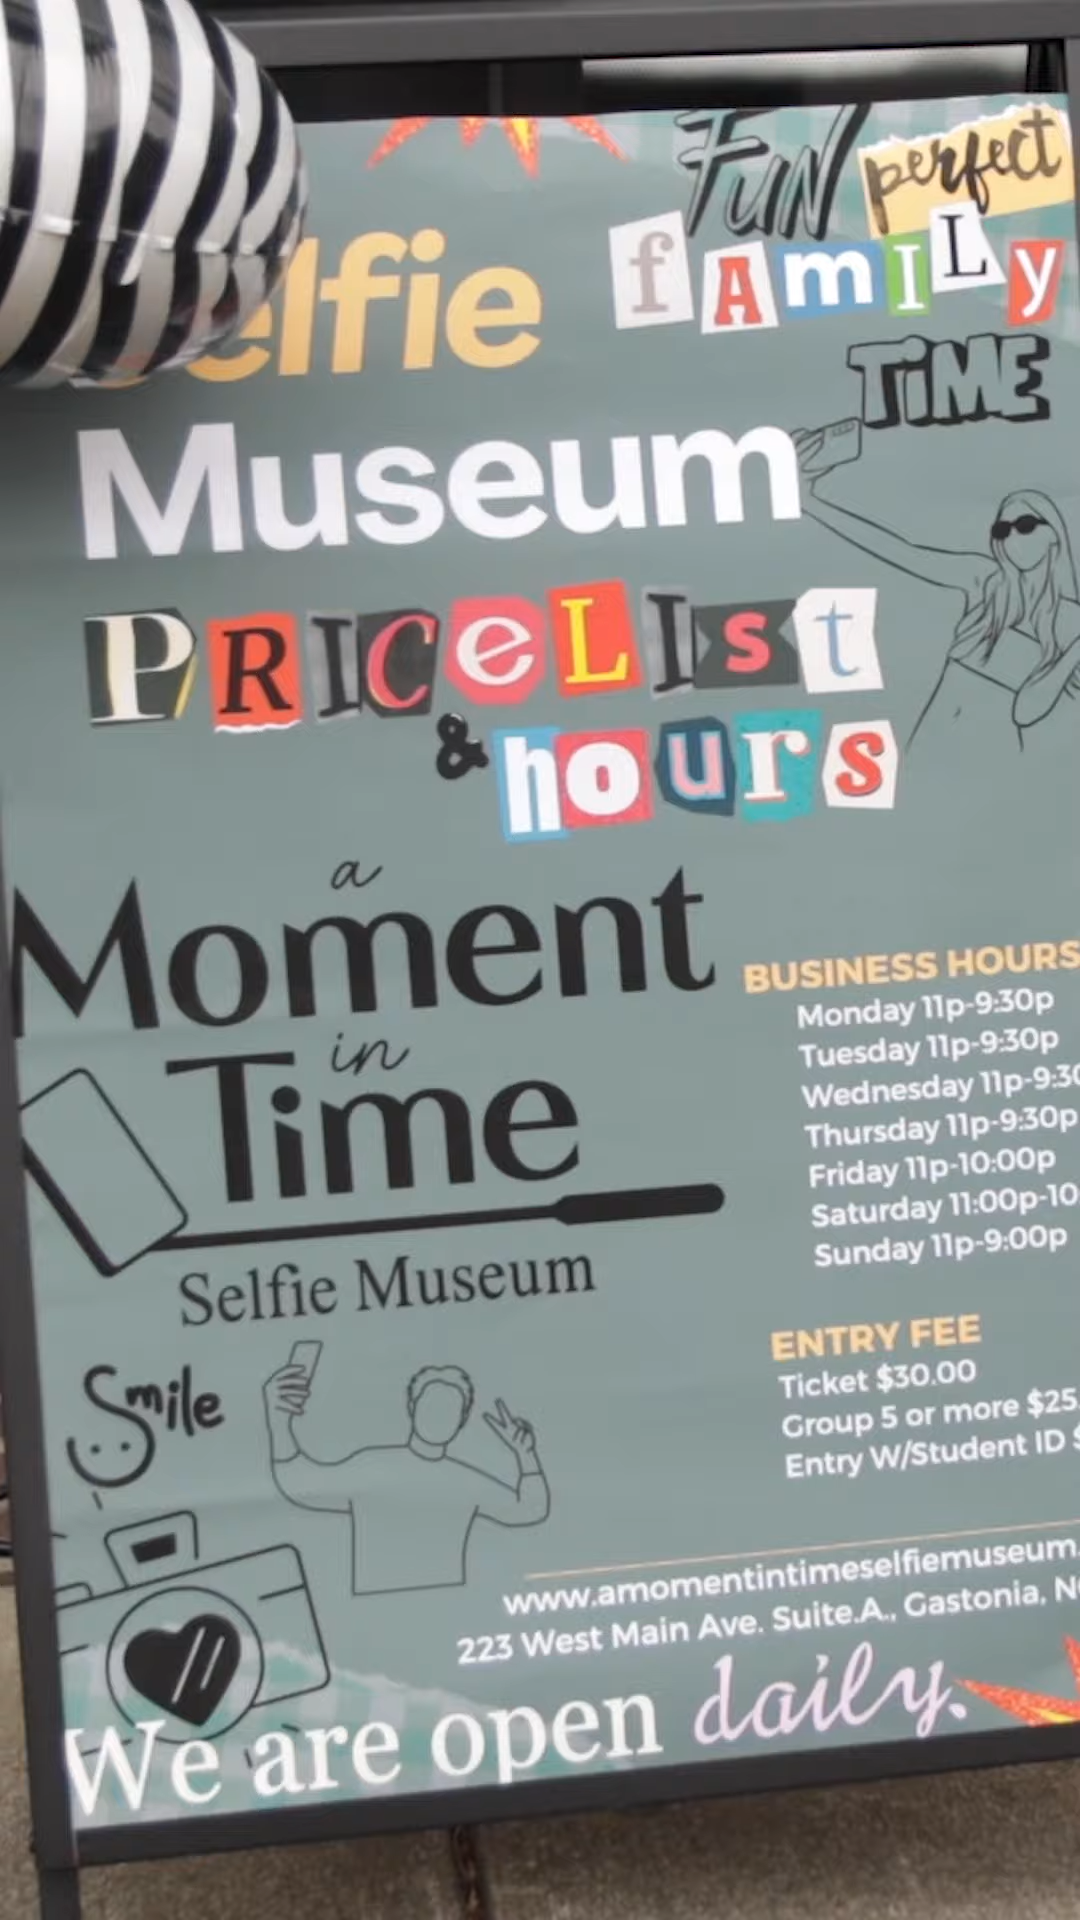 FUN
perfect
fAmILy
TiME
elfie
Museum
PRICeLIst
& hours
a
Moment
in
Time
Selfie Museum
BUSINESS HOURS
Monday 11p-9:30p
Tuesday 11p-9:30p
Wednesday 11p-9:30
Thursday 11p-9:30p
Friday 11p-10:00p
Saturday 11:00p-10
Sunday 11p-9:00p
ENTRY FEE
Ticket $30.00
Group 5 or more $25.
Entry W/Student ID $
Smile
www.amomentintimeselfiemuseum.
223 West Main Ave. Suite.A., Gastonia, N
We are open daily.